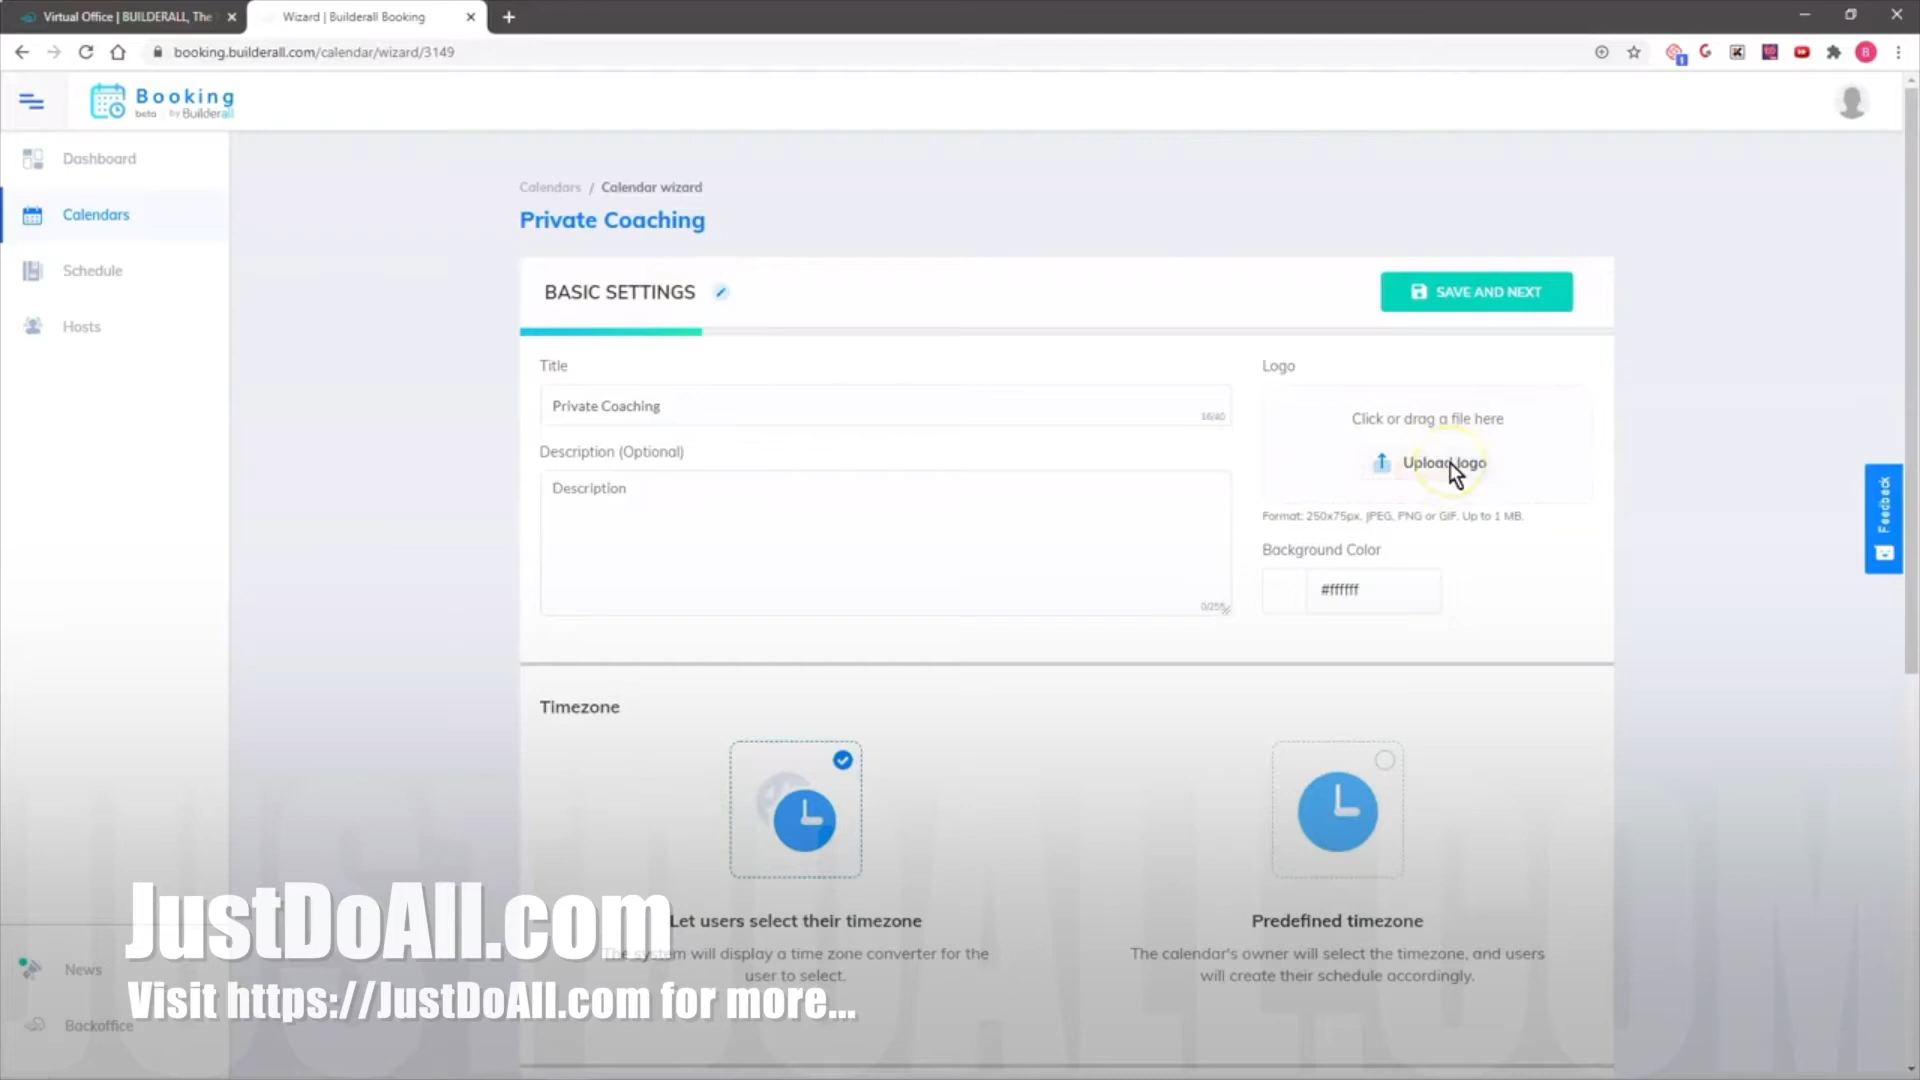 Virtual Office | BUILDERALL, The
Wizard | Builderall Booking
booking.builderall.com/calendar/wizard/3149
B
Booking
beta by Builderall
Dashboard
Calendars
Schedule
Hosts
News
Backoffice
Calendars / Calendar wizard
Private Coaching
BASIC SETTINGS
SAVE AND NEXT
Title
Private Coaching
16/40
Description (Optional)
Description
0/255
Logo
Click or drag a file here
Upload logo
Format: 250x75px, JPEG, PNG or GIF. Up to 1 MB.
Background Color
#ffffff
Feedback
Timezone
Let users select their timezone
The system will display a time zone converter for the
user to select.
Predefined timezone
The calendar's owner will select the timezone, and users
will create their schedule accordingly.
JustDoAll.com
Visit https://JustDoAll.com for more...
JUSTDOALL.COM